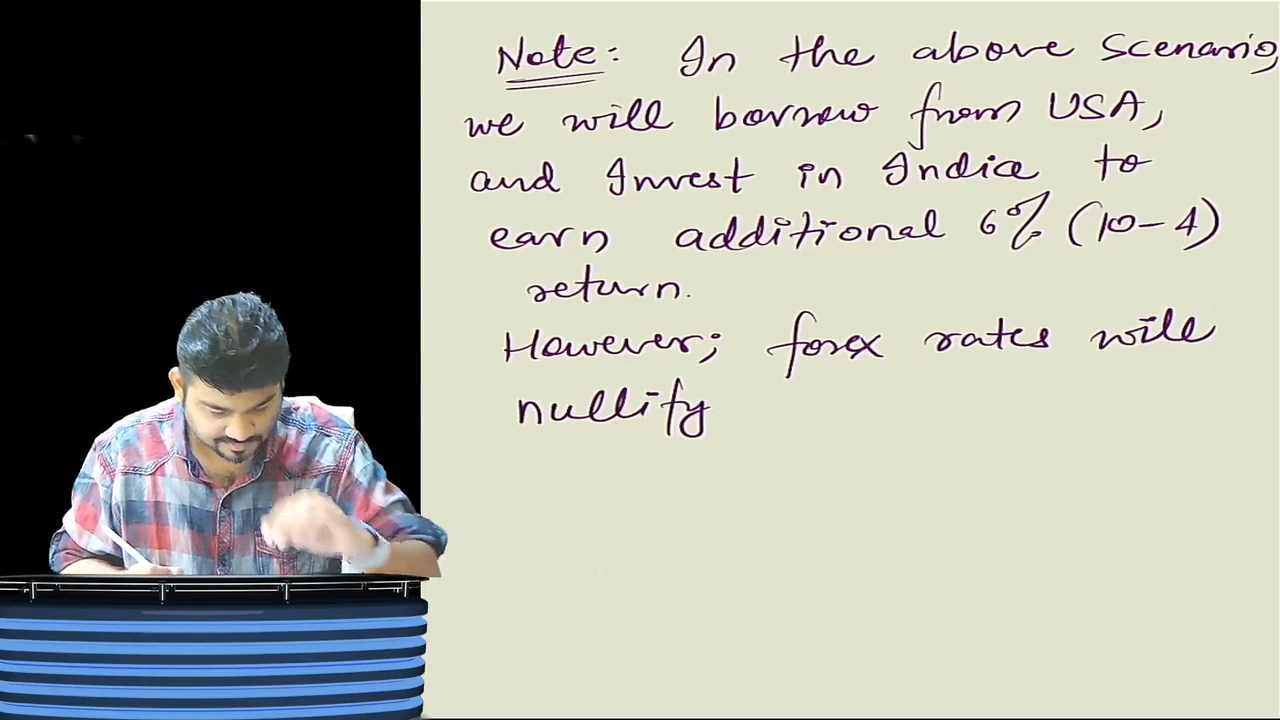 Note: In the above Scenario,
we will borrow from USA,
and Invest in India to
earn additional 6% (10-4)
return.
However; forex rates will
nullify